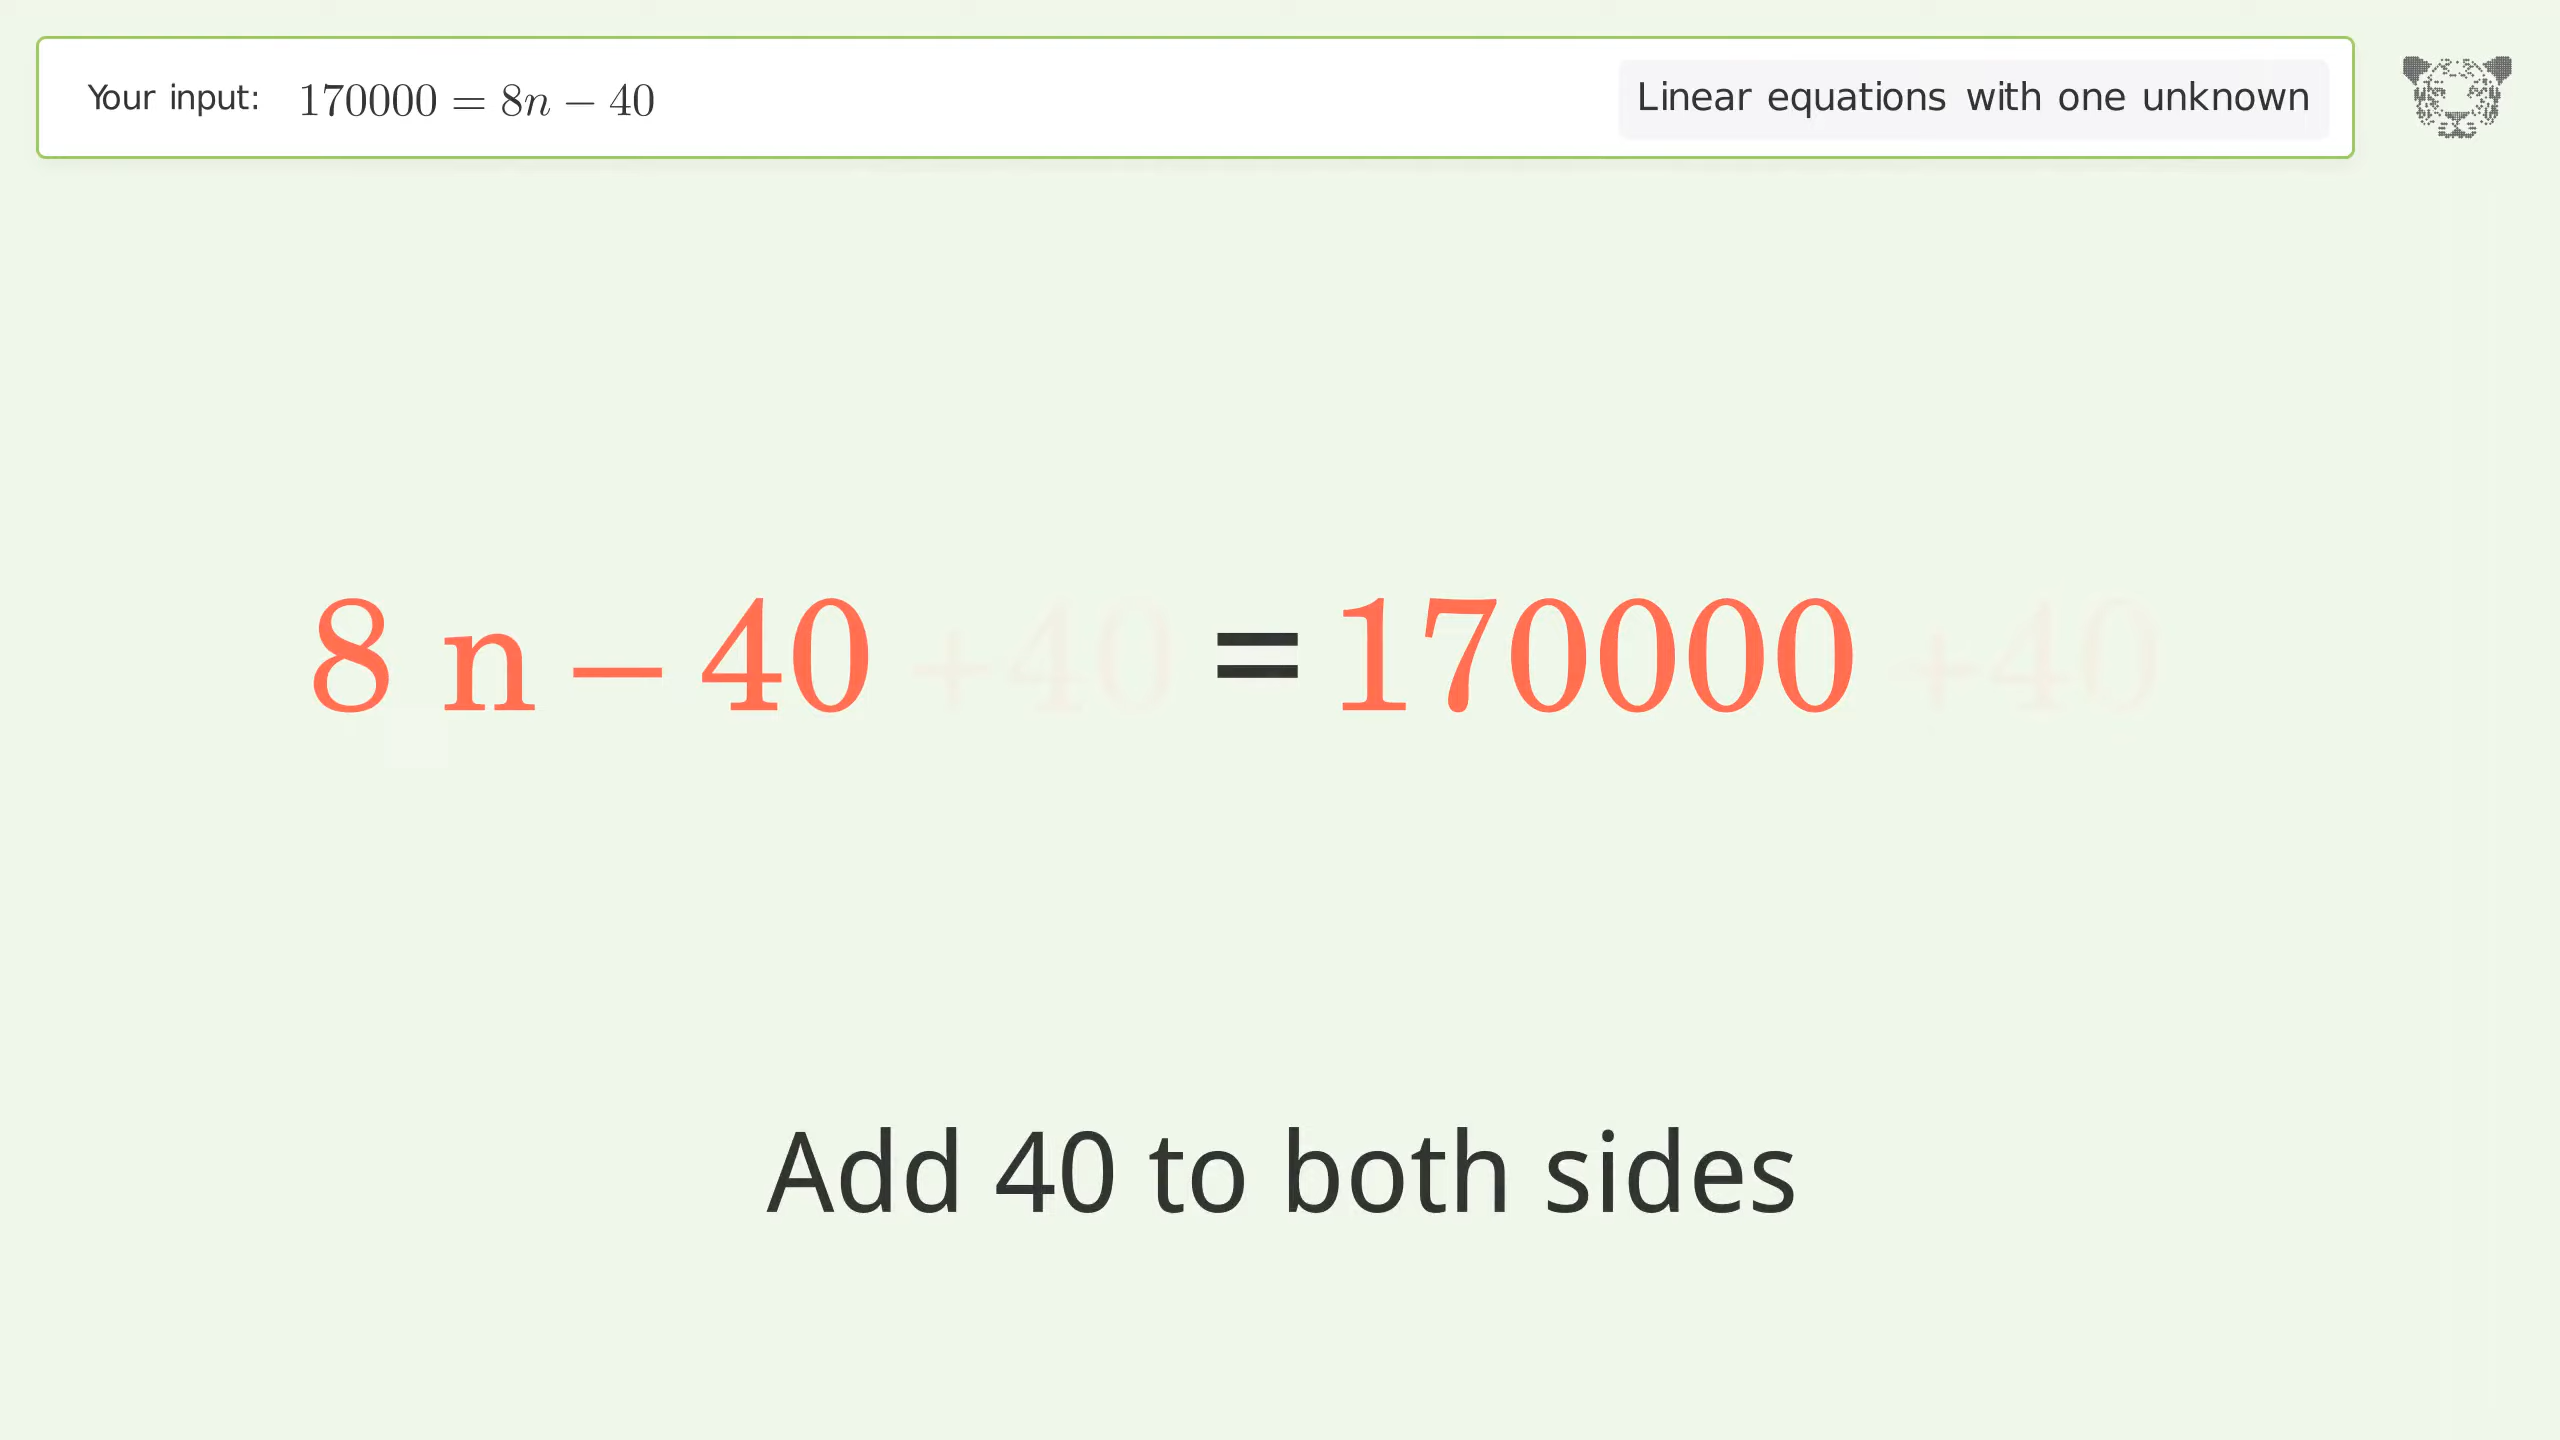 Your input: 170000 = 8n − 40
Linear equations with one unknown
8 n − 40 +40 = 170000 +40
Add 40 to both sides